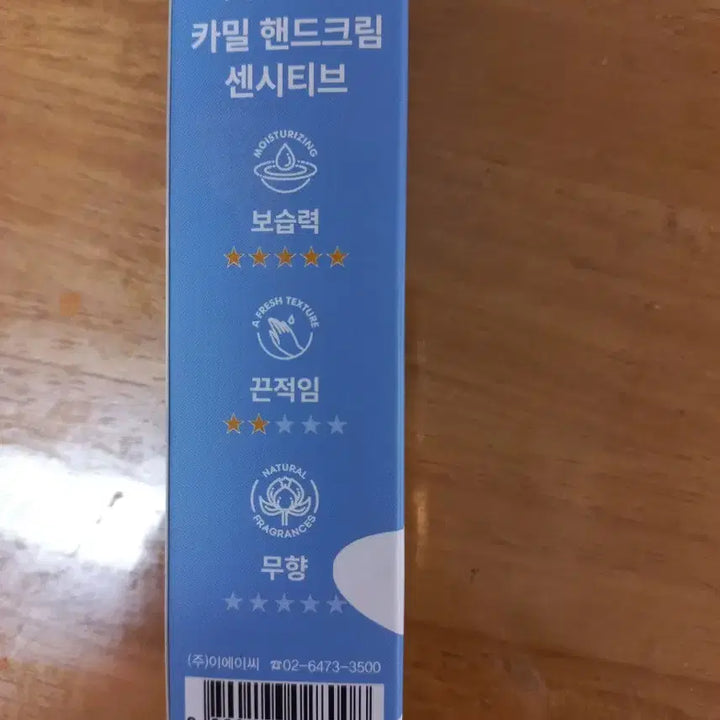 카밀 핸드크림
센시티브
MOISTURIZING
보습력
A FRESH TEXTURE
끈적임
NATURAL
FRAGRANCES
무향
(주)이에이씨 ☎02-6473-3500